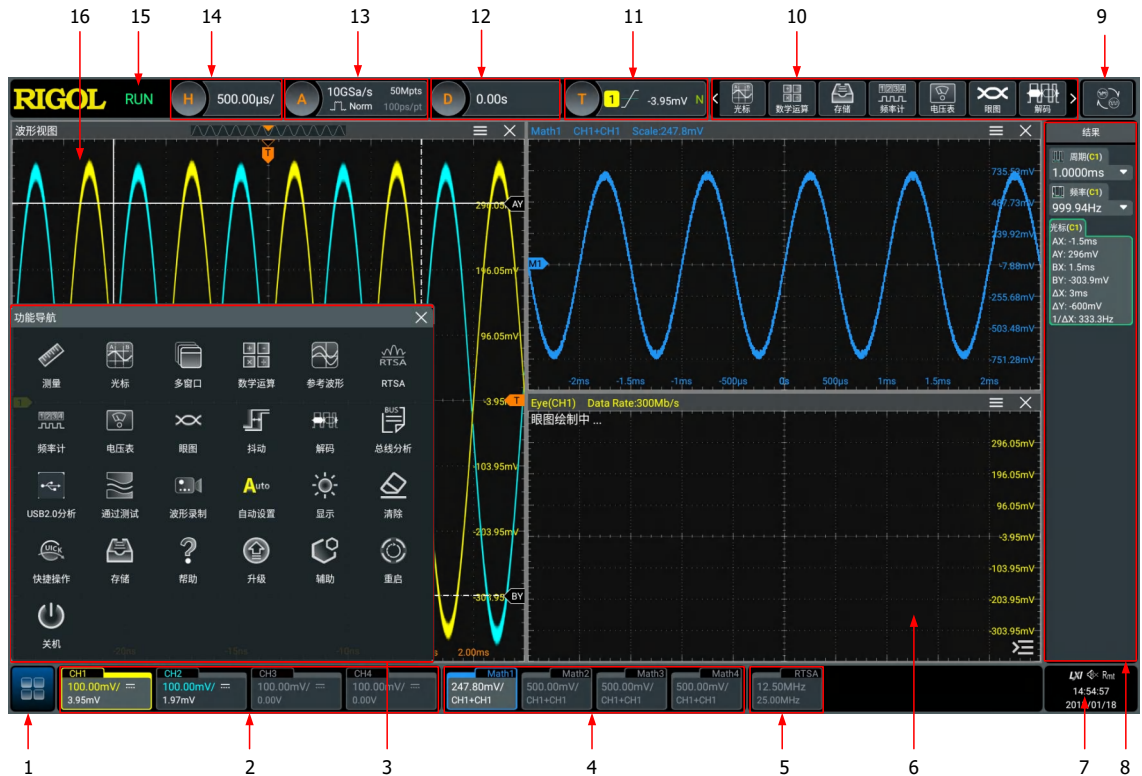 16 15 14 13 12 11 10 9
RIGOL RUN H 500.00μs/ A 10GSa/s 50Mpts D 0.00s T 1 -3.95mV N
Norm 100ps/pt
光标 数学运算 存储 频率计 电压表 眼图 解码
波形视图
T
296.05 AY
196.05mV
96.05mV
-3.95 T
-103.95mV
-203.95mV
-303.95 BY
2.00ms
功能导航
测量 光标 多窗口 数学运算 参考波形 RTSA
频率计 电压表 眼图 抖动 解码 总线分析
USB2.0分析 通过测试 波形录制 自动设置 显示 清除
快捷操作 存储 帮助 升级 辅助 重启
关机
-20ms -15ms -10ms
Math1 CH1+CH1 Scale:247.8mV
735.52mV
487.73mV
239.92mV
M1 -7.88mV
-255.68mV
-503.48mV
-751.28mV
-2ms -1.5ms -1ms -500μs 0s 500μs 1ms 1.5ms 2ms
Eye(CH1) Data Rate:300Mb/s
眼图绘制中 ...
296.05mV
196.05mV
96.05mV
-3.95mV
-103.95mV
-203.95mV
-303.95mV
结果
周期(C1)
1.0000ms
频率(C1)
999.94Hz
光标(C1)
AX: -1.5ms
AY: 296mV
BX: 1.5ms
BY: -303.9mV
ΔX: 3ms
ΔY: -600mV
1/ΔX: 333.3Hz
CH1
100.00mV/
3.95mV
CH2
100.00mV/
1.97mV
CH3
100.00mV/
0.00V
CH4
100.00mV/
0.00V
Math1
247.80mV/
CH1+CH1
Math2
500.00mV/
CH1+CH1
Math3
500.00mV/
CH1+CH1
Math4
500.00mV/
CH1+CH1
RTSA
12.50MHz
25.00MHz
LXI Rmt
14:54:57
1 2 3 4 5 6 7 8